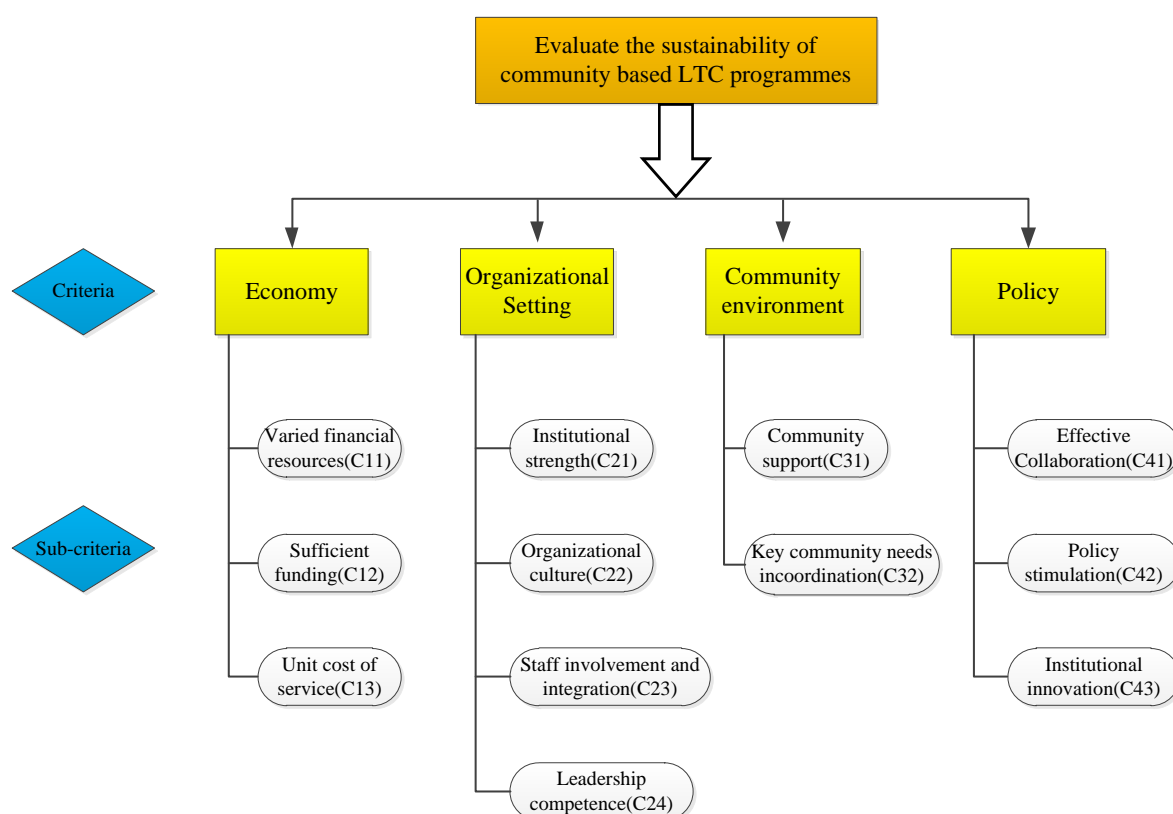 Evaluate the sustainability of
community based LTC programmes
Criteria
Economy
Organizational
Setting
Community
environment
Policy
Sub-criteria
Varied financial
resources(C11)
Sufficient
funding(C12)
Unit cost of
service(C13)
Institutional
strength(C21)
Organizational
culture(C22)
Staff involvement and
integration(C23)
Leadership
competence(C24)
Community
support(C31)
Key community needs
incoordination(C32)
Effective
Collaboration(C41)
Policy
stimulation(C42)
Institutional
innovation(C43)